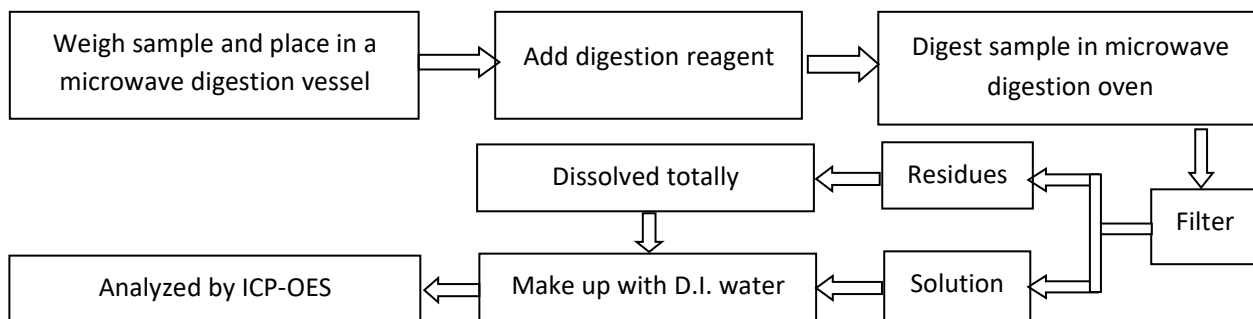 Weigh sample and place in a
microwave digestion vessel
Add digestion reagent
Digest sample in microwave
digestion oven
Dissolved totally
Residues
Filter
Analyzed by ICP-OES
Make up with D.I. water
Solution